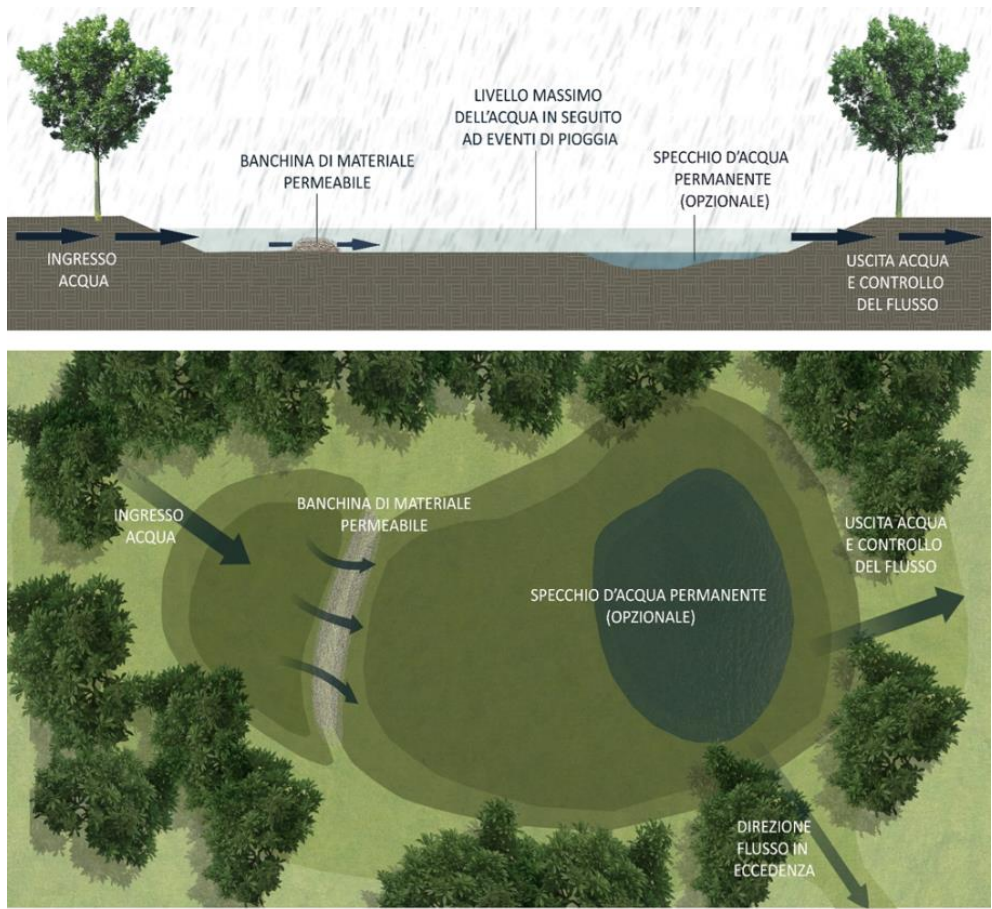 LIVELLO MASSIMO
DELL'ACQUA IN SEGUITO
AD EVENTI DI PIOGGIA
BANCHINA DI MATERIALE
PERMEABILE
SPECCHIO D'ACQUA
PERMANENTE
(OPZIONALE)
INGRESSO
ACQUA
USCITA ACQUA
E CONTROLLO
DEL FLUSSO
INGRESSO
ACQUA
BANCHINA DI MATERIALE
PERMEABILE
USCITA ACQUA
E CONTROLLO
DEL FLUSSO
SPECCHIO D'ACQUA PERMANENTE
(OPZIONALE)
DIREZIONE
FLUSSO IN
ECCEDENZA